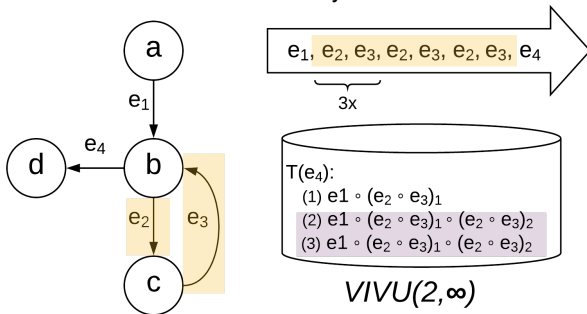 a
e₁
e₄
d
b
e₂
e₃
c
e₁, e₂, e₃, e₂, e₃, e₂, e₃, e₄
3x
T(e₄):
(1) e1 ∘ (e₂ ∘ e₃)₁
(2) e1 ∘ (e₂ ∘ e₃)₁ ∘ (e₂ ∘ e₃)₂
(3) e1 ∘ (e₂ ∘ e₃)₁ ∘ (e₂ ∘ e₃)₂
VIVU(2,∞)